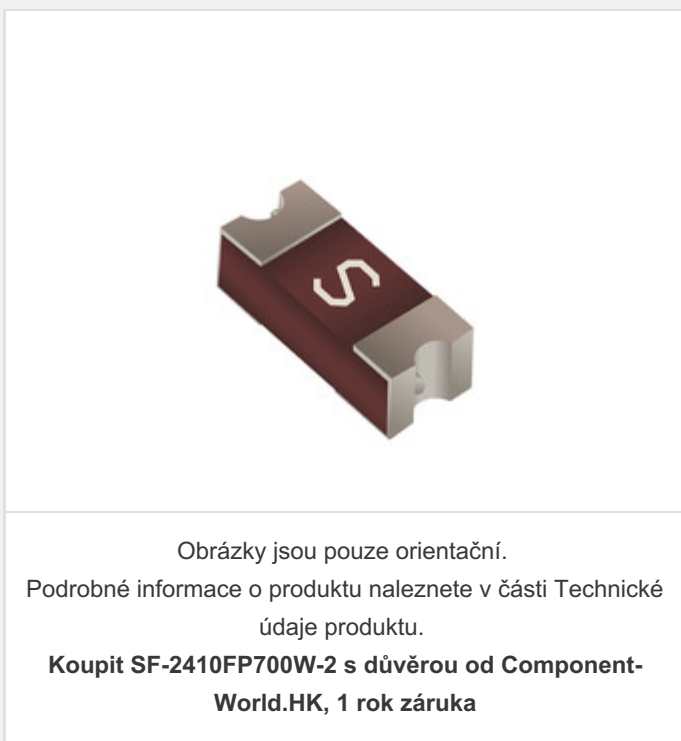 S
Obrázky jsou pouze orientační.
Podrobné informace o produktu naleznete v části Technické
údaje produktu.
Koupit SF-2410FP700W-2 s důvěrou od Component-
World.HK, 1 rok záruka